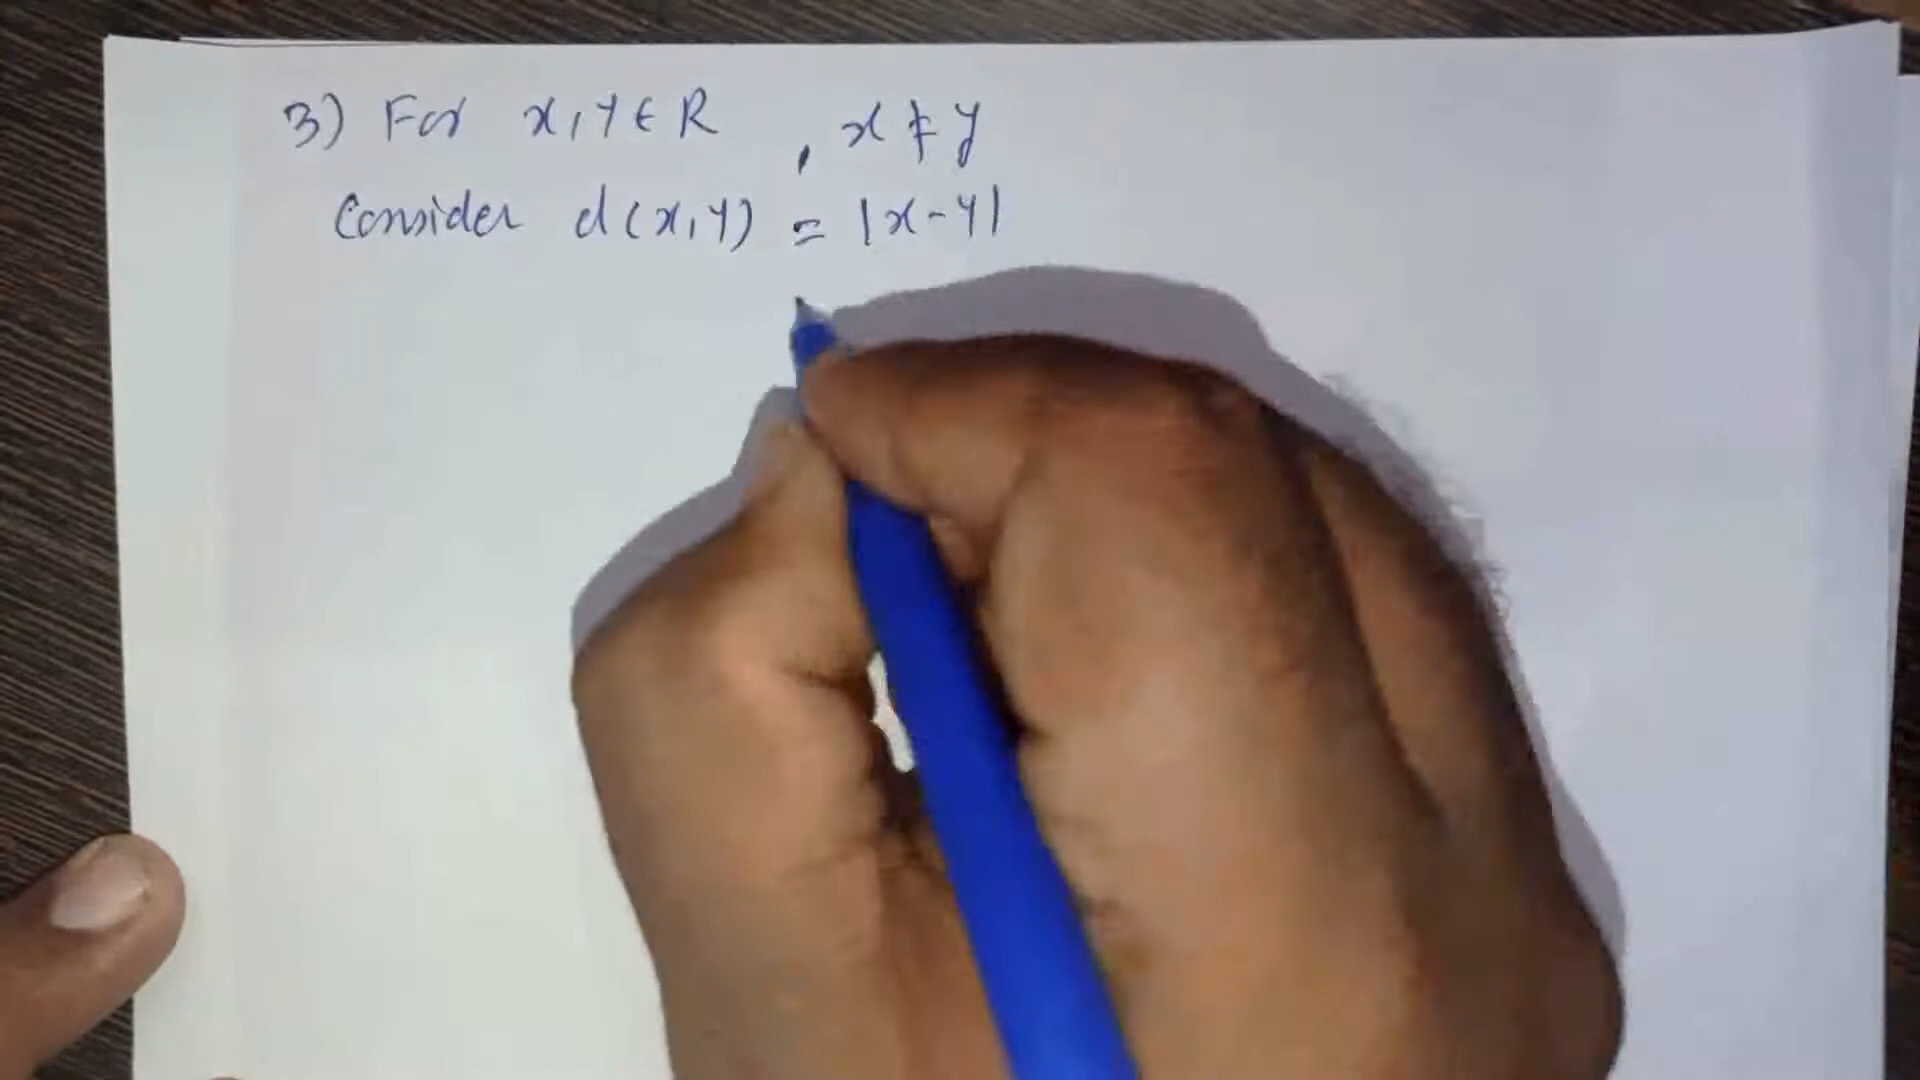 3) For x, y ∈ R , x ≠ y
Consider d(x, y) = |x - y|